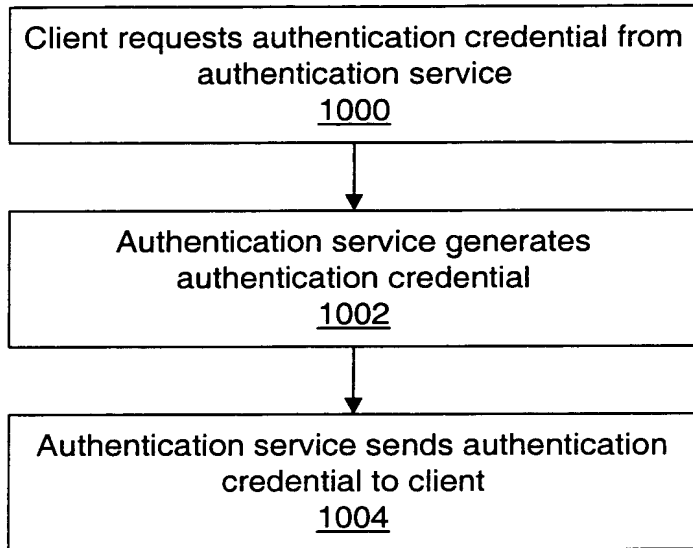 Client requests authentication credential from
authentication service
1000
Authentication service generates
authentication credential
1002
Authentication service sends authentication
credential to client
1004